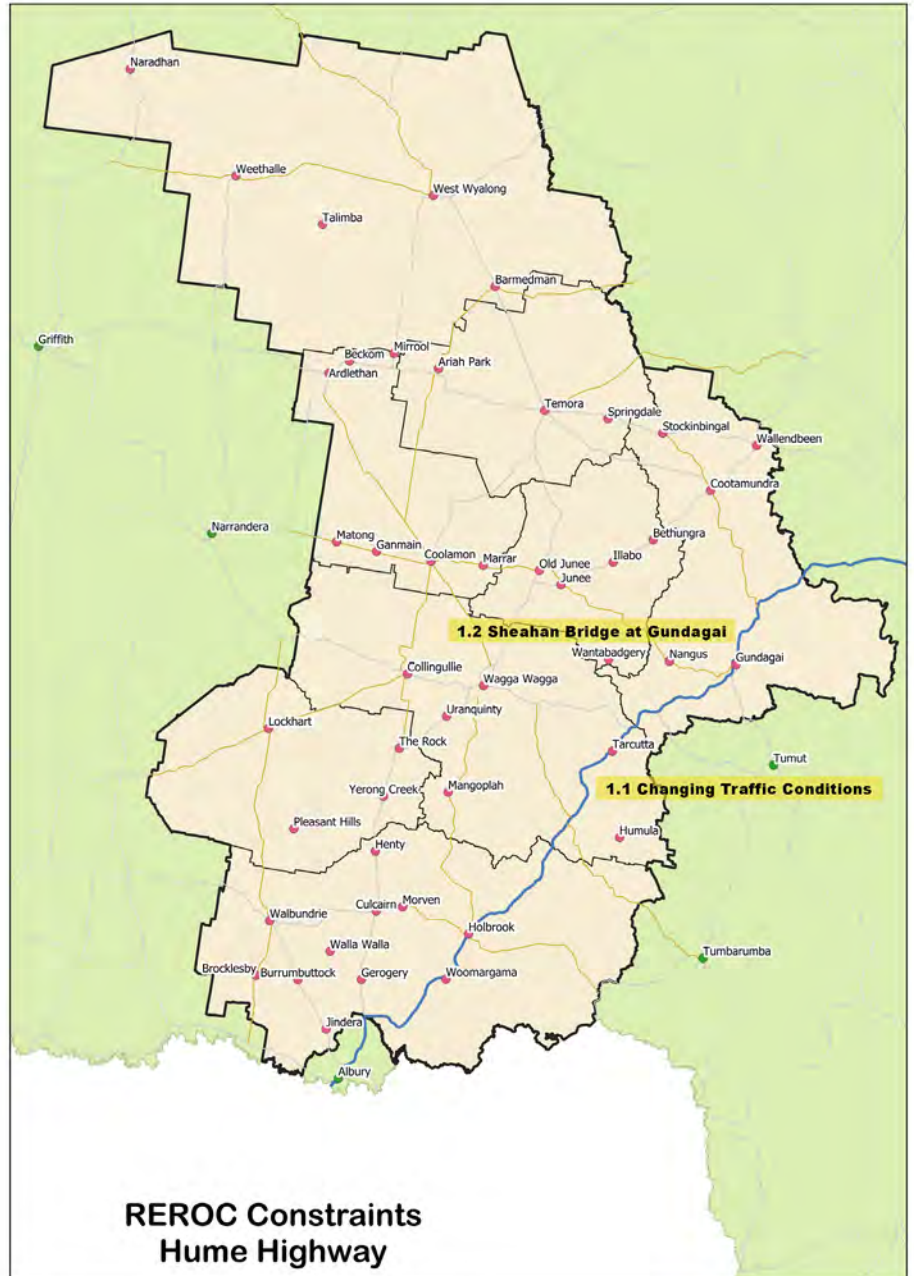 Naradhan
Weethalle
West Wyalong
Talimba
Barmedman
Griffith
Mirrool
Beckom
Ariah Park
Ardlethan
Temora
Springdale
Stockinbingal
Wallendbeen
Cootamundra
Narrandera
Matong
Ganmain
Coolamon
Marrar
Old Junee
Junee
Illabo
Bethungra
1.2 Sheahan Bridge at Gundagai
Wantabadgery
Nangus
Gundagai
Collingullie
Wagga Wagga
Uranquinty
Lockhart
The Rock
Tarcutta
Tumut
1.1 Changing Traffic Conditions
Yerong Creek
Mangoplah
Pleasant Hills
Humula
Henty
Culcairn
Morven
Walbundrie
Holbrook
Walla Walla
Tumbarumba
Brocklesby
Burrumbuttock
Gerogery
Woomargama
Jindera
Albury
REROC Constraints
Hume Highway